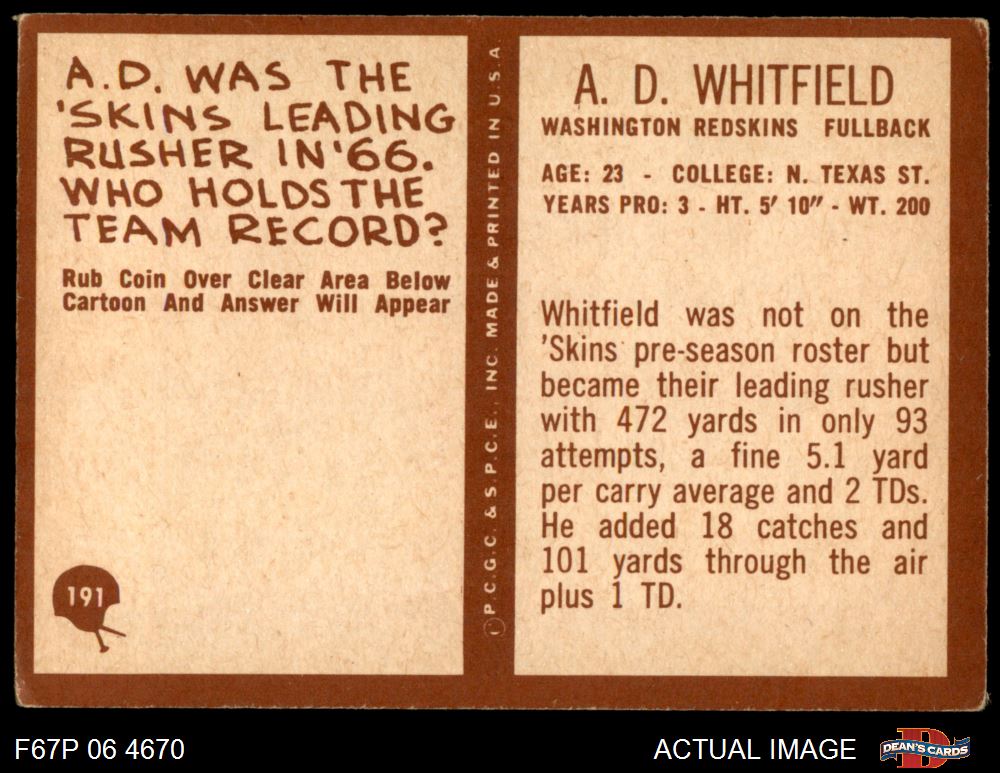 A.D. WAS THE
'SKINS LEADING
RUSHER IN '66.
WHO HOLDS THE
TEAM RECORD?
Rub Coin Over Clear Area Below
Cartoon And Answer Will Appear
191
P.C.G.C. & S.P.C.E., INC. MADE & PRINTED IN U.S.A
A. D. WHITFIELD
WASHINGTON REDSKINS FULLBACK
AGE: 23 - COLLEGE: N. TEXAS ST.
YEARS PRO: 3 - HT. 5' 10" - WT. 200
Whitfield was not on the
'Skins pre-season roster but
became their leading rusher
with 472 yards in only 93
attempts, a fine 5.1 yard
per carry average and 2 TDs.
He added 18 catches and
101 yards through the air
plus 1 TD.
F67P 06 4670
ACTUAL IMAGE
DEAN'S CARDS